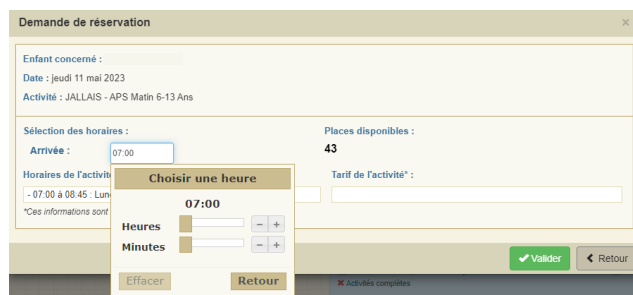 Demande de réservation ×
Enfant concerné :
Date : jeudi 11 mai 2023
Activité : JALLAIS - APS Matin 6-13 Ans
Sélection des horaires :
Places disponibles :
Arrivée : 07:00
43
Horaires de l'activit
Tarif de l'activité* :
- 07:00 à 08:45 : Lun
*Ces informations sont
Choisir une heure
07:00
Heures - +
Minutes - +
Effacer Retour
Valider Retour
Activités complètes